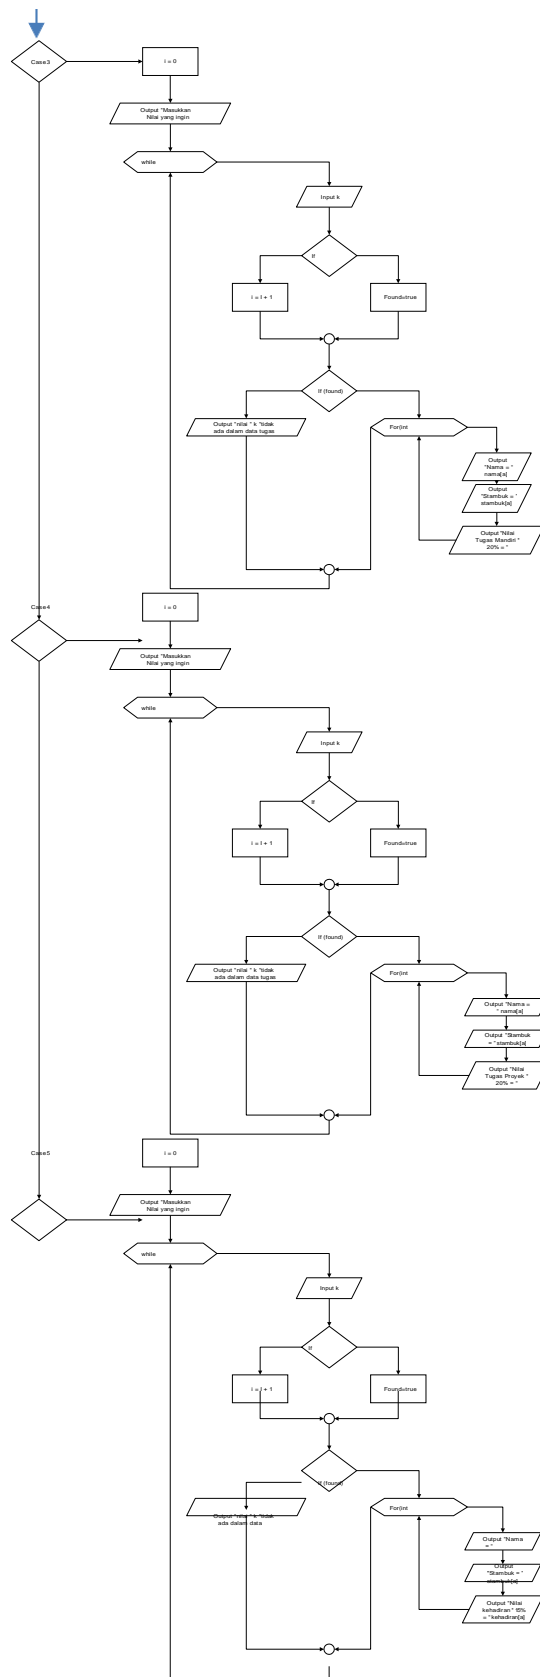 Case3
i = 0
Output "Masukkan
Nilai yang ingin
while
Input k
If
i = I + 1
Found=true
If (found)
Output "nilai " k "tidak
ada dalam data tugas
For(int
Output
"Nama = "
nama[a]
Output
"Stambuk = "
stambuk[a]
Output "Nilai
Tugas Mandiri "
20% = "
Case4
i = 0
Output "Masukkan
Nilai yang ingin
while
Input k
If
i = I + 1
Found=true
If (found)
Output "nilai " k "tidak
ada dalam data tugas
For(int
Output "Nama =
" nama[a]
Output "Stambuk
= " stambuk[a]
Output "Nilai
Tugas Proyek "
20% = "
Case5
i = 0
Output "Masukkan
Nilai yang ingin
while
Input k
If
i = I + 1
Found=true
If (found)
Output "nilai " k "tidak
ada dalam data
For(int
Output "Nama
= "
Output
"Stambuk = "
stambuk[a]
Output "Nilai
kehadiran " 15%
= "kehadiran[a]